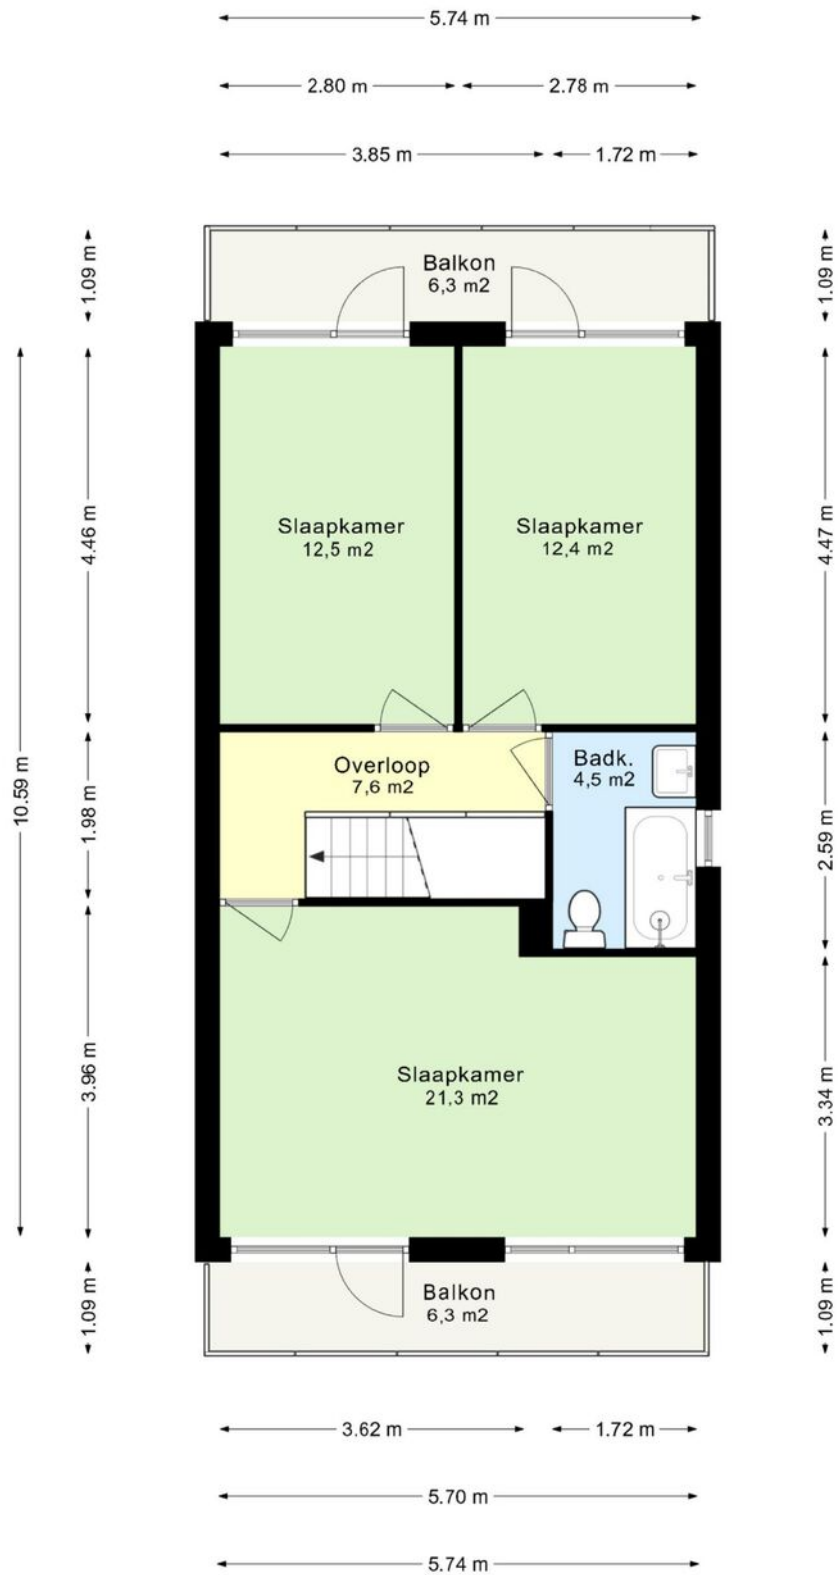 5.74 m
2.80 m
2.78 m
3.85 m
1.72 m
1.09 m
1.09 m
Balkon
6,3 m2
10.59 m
4.46 m
4.47 m
Slaapkamer
12,5 m2
Slaapkamer
12,4 m2
Overloop
7,6 m2
Badk.
4,5 m2
1.98 m
2.59 m
Slaapkamer
21,3 m2
3.96 m
3.34 m
Balkon
6,3 m2
1.09 m
1.09 m
3.62 m
1.72 m
5.70 m
5.74 m